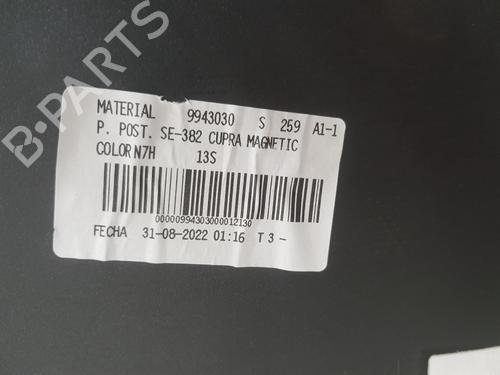 MATERIAL 9943030 S 259 A1-1
P. POST. SE-382 CUPRA MAGNETIC
COLOR N7H 13S
00000994303000012130
FECHA 31-08-2022 01:16 T 3 -
B-PARTS